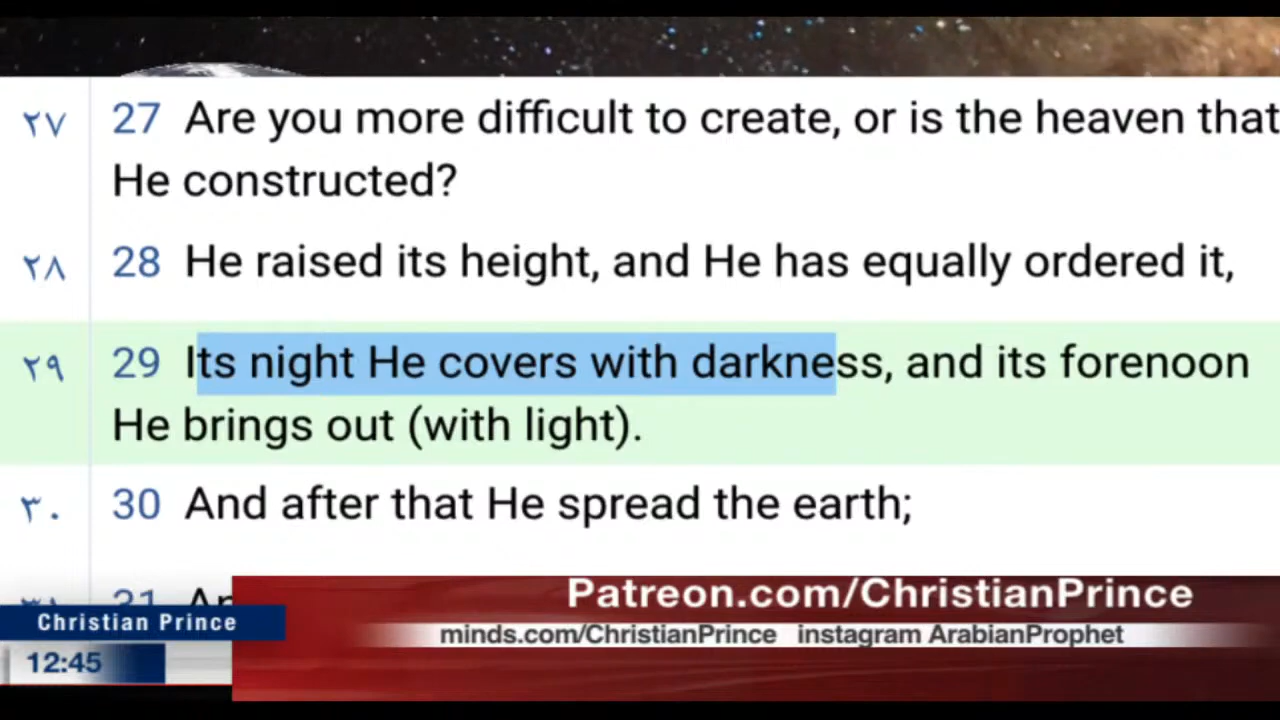 ٢٧ 27 Are you more difficult to create, or is the heaven that
He constructed?
٢٨ 28 He raised its height, and He has equally ordered it,
٢٩ 29 Its night He covers with darkness, and its forenoon
He brings out (with light).
٣٠ 30 And after that He spread the earth;
31
Patreon.com/ChristianPrince
Christian Prince
minds.com/ChristianPrince instagram ArabianProphet
12:45